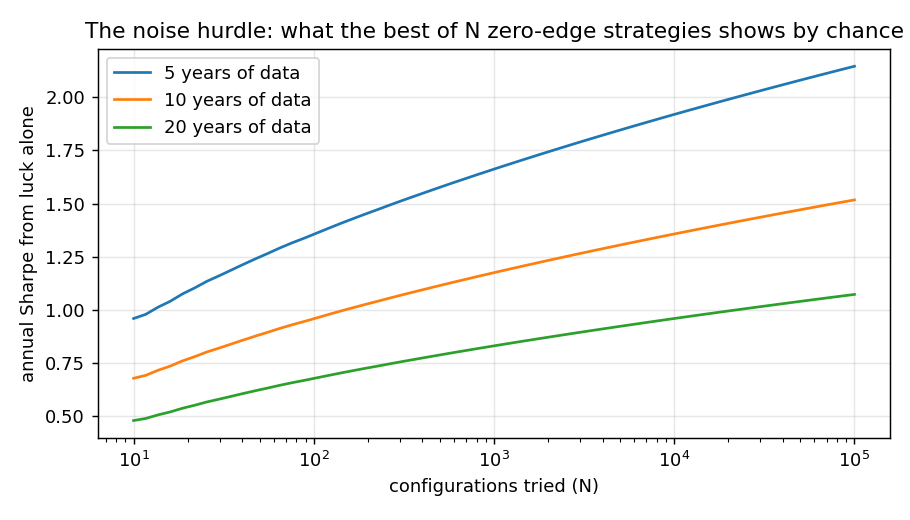 The noise hurdle: what the best of N zero-edge strategies shows by chance
5 years of data
10 years of data
20 years of data
annual Sharpe from luck alone
2.00
1.75
1.50
1.25
1.00
0.75
0.50
10¹
10²
10³
10⁴
10⁵
configurations tried (N)